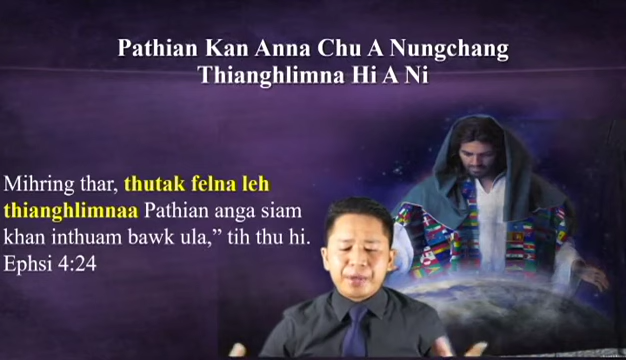 Pathian Kan Anna Chu A Nungchang
Thianghlimna Hi A Ni
Mihring thar, thutak felna leh
thianghlimnaa Pathian anga siam
khan inthuam bawk ula,” tih thu hi.
Ephsi 4:24